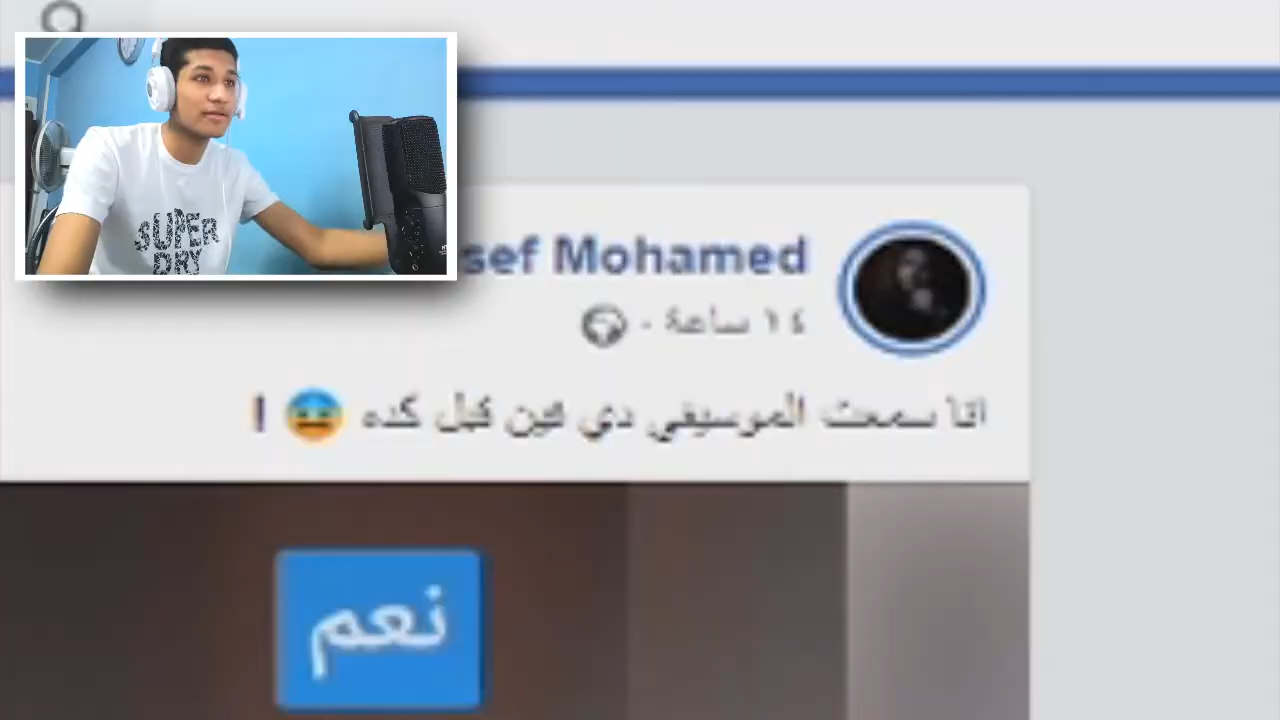 SUPER
DRY
sef Mohamed
١٤ ساعة ·
انا سمعت الموسيقي دي فين قبل كده 😨 !
نعم